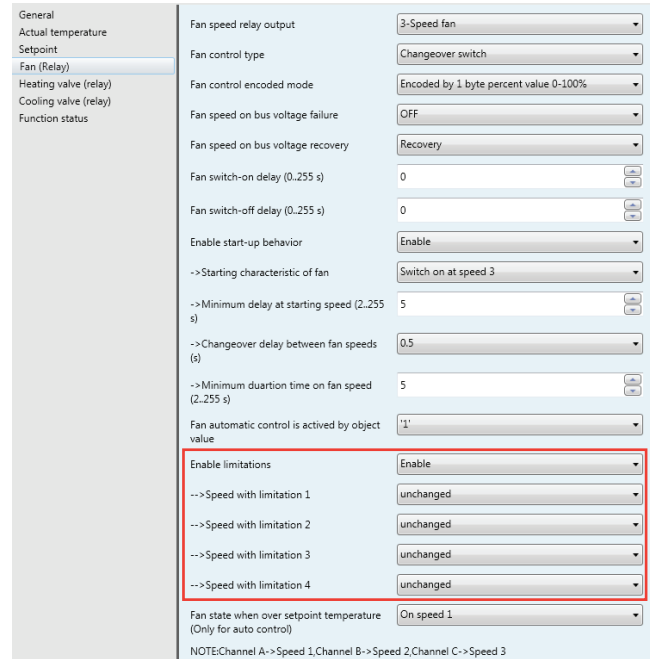 General
Actual temperature
Setpoint
Fan (Relay)
Heating valve (relay)
Cooling valve (relay)
Function status
Fan speed relay output 3-Speed fan
Fan control type Changeover switch
Fan control encoded mode Encoded by 1 byte percent value 0-100%
Fan speed on bus voltage failure OFF
Fan speed on bus voltage recovery Recovery
Fan switch-on delay (0..255 s) 0
Fan switch-off delay (0..255 s) 0
Enable start-up behavior Enable
->Starting characteristic of fan Switch on at speed 3
->Minimum delay at starting speed (2..255 5
s)
->Changeover delay between fan speeds 0.5
(s)
->Minimum duartion time on fan speed 5
(2..255 s)
Fan automatic control is actived by object '1'
value
Enable limitations Enable
-->Speed with limitation 1 unchanged
-->Speed with limitation 2 unchanged
-->Speed with limitation 3 unchanged
-->Speed with limitation 4 unchanged
Fan state when over setpoint temperature On speed 1
(Only for auto control)
NOTE:Channel A->Speed 1,Channel B->Speed 2,Channel C->Speed 3